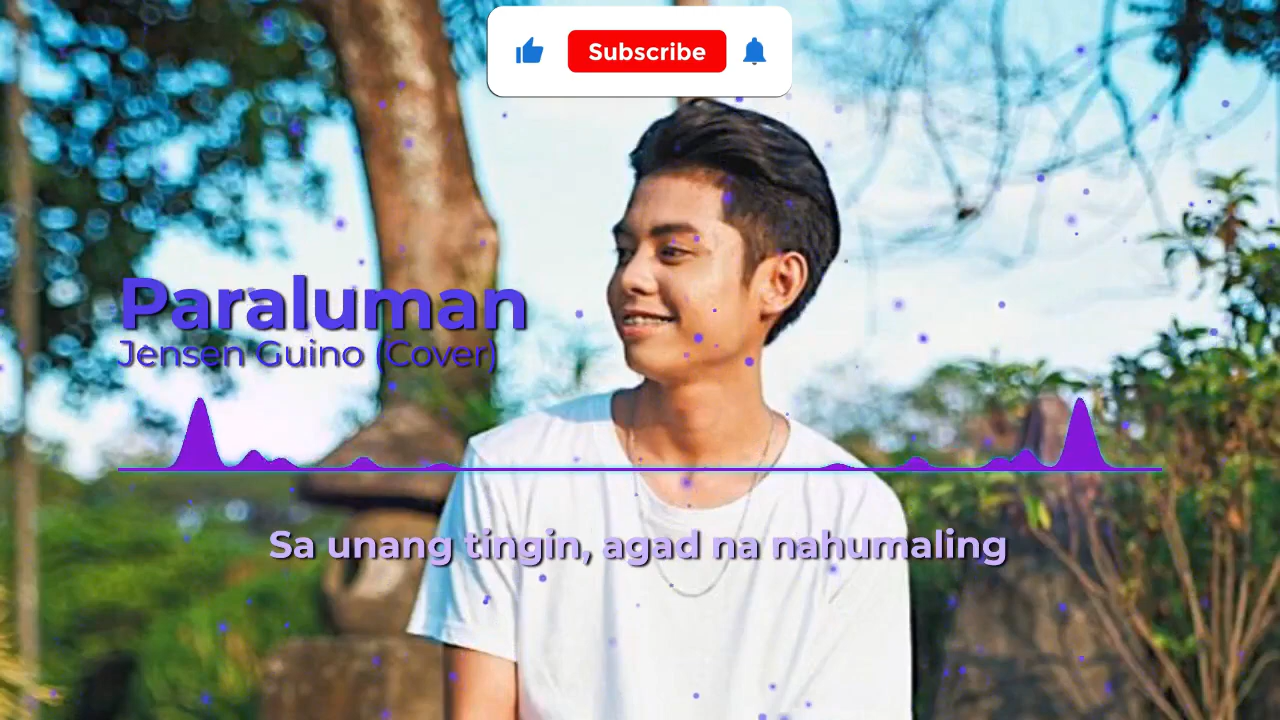 Subscribe
Paraluman
Jensen Guino (Cover)
Sa unang tingin, agad na nahumaling